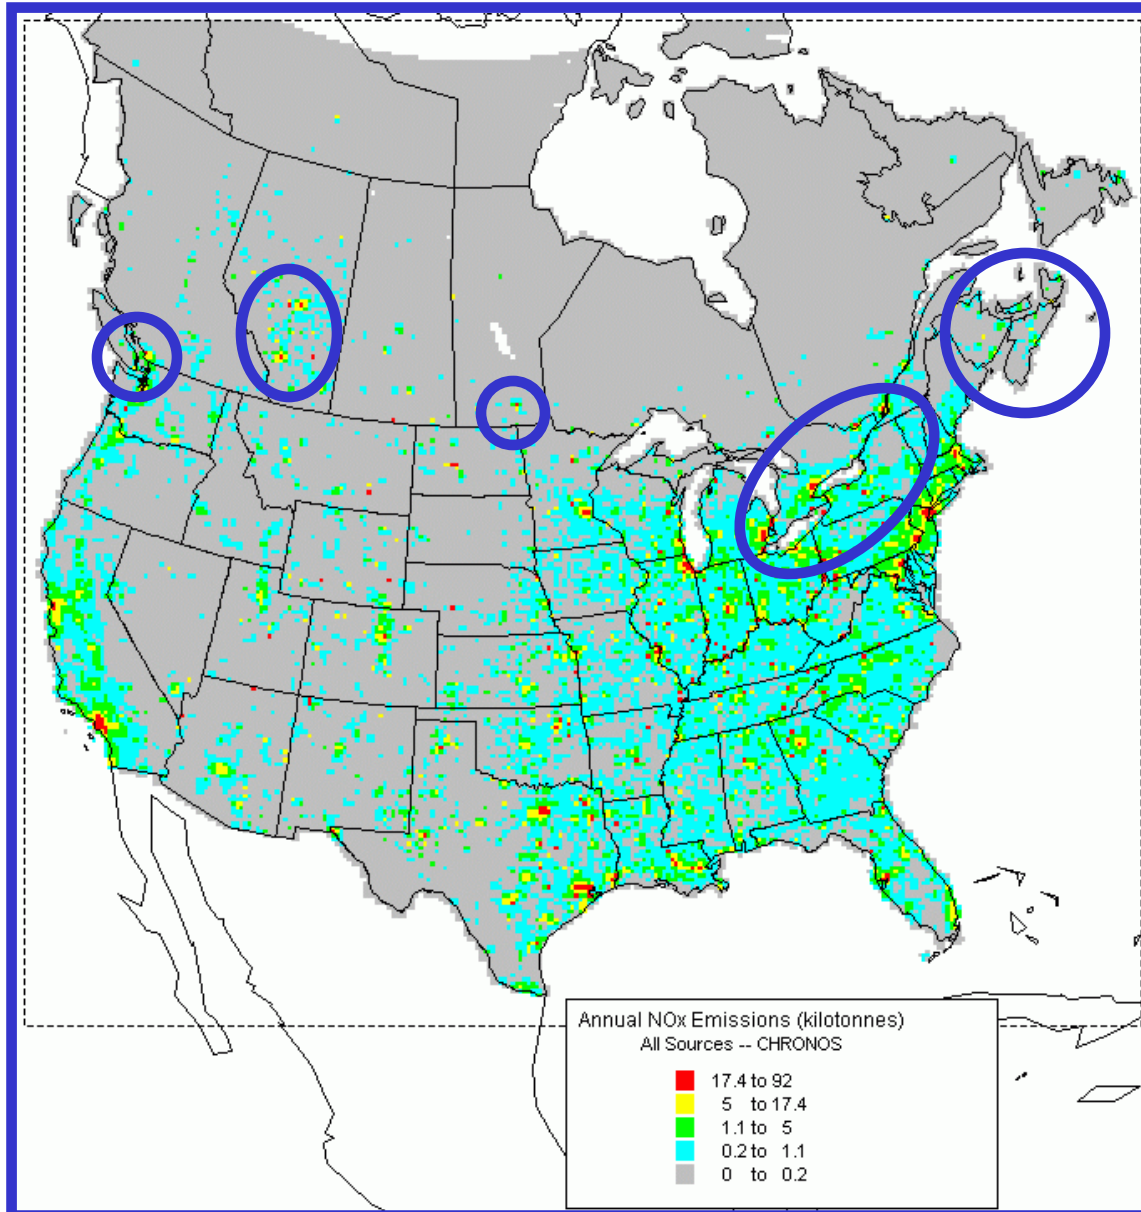 Annual NOx Emissions (kilotonnes)
All Sources -- CHRONOS
17.4 to 92
5 to 17.4
1.1 to 5
0.2 to 1.1
0 to 0.2